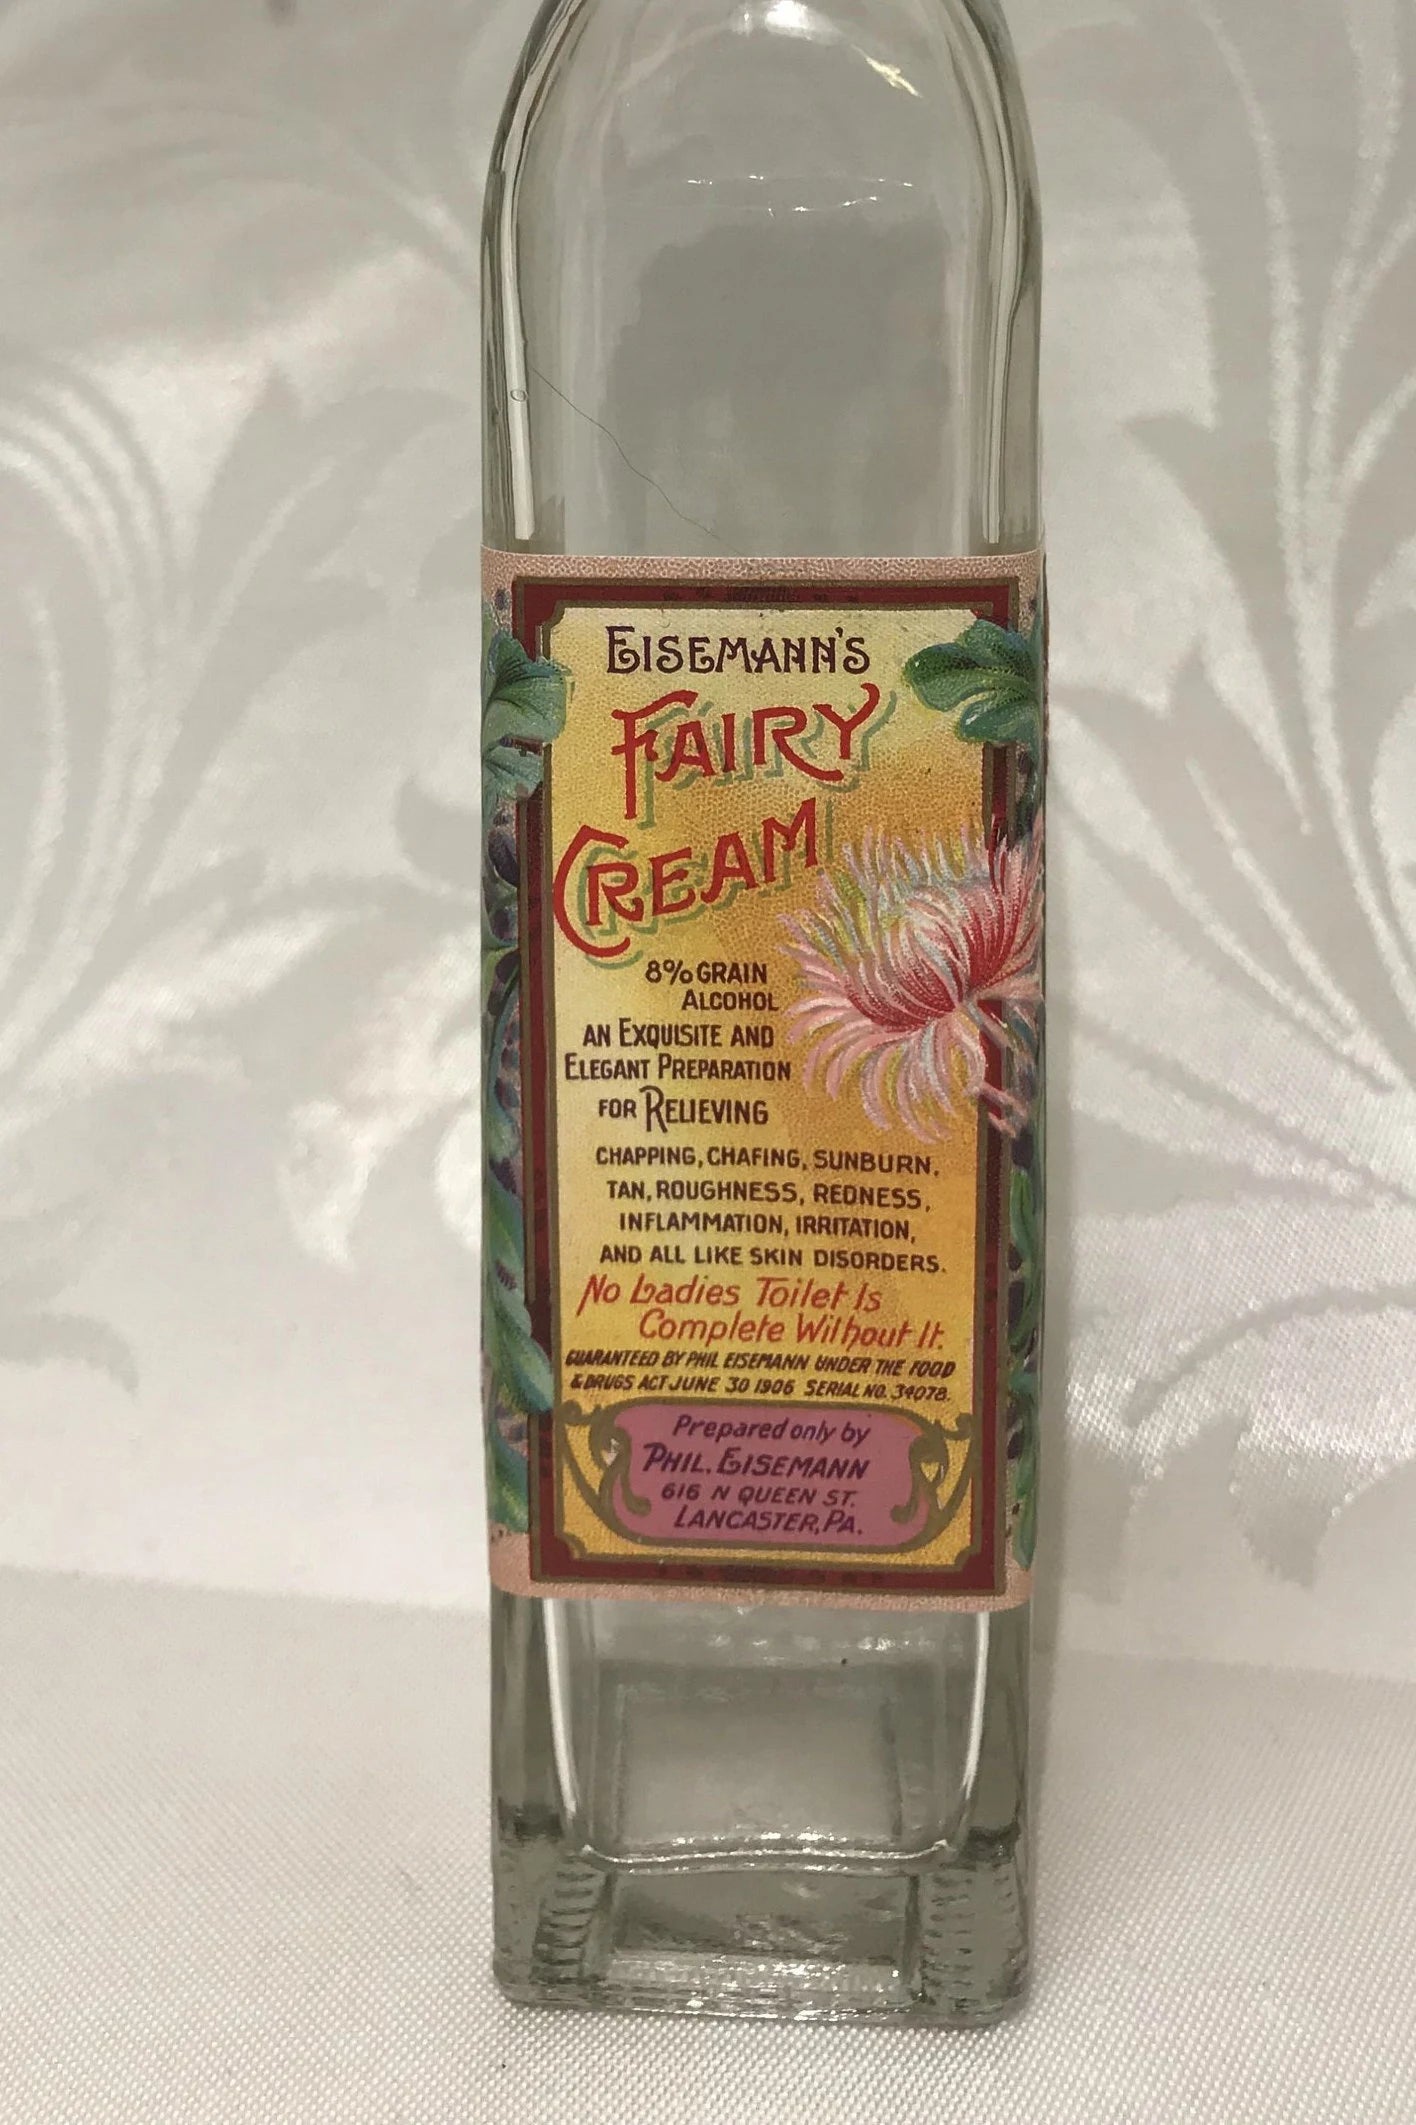 EISEMANN'S
FAIRY
CREAM
8% GRAIN
ALCOHOL
AN EXQUISITE AND
ELEGANT PREPARATION
FOR RELIEVING
CHAPPING, CHAFING, SUNBURN,
TAN, ROUGHNESS, REDNESS,
INFLAMMATION, IRRITATION,
AND ALL LIKE SKIN DISORDERS.
No Ladies Toilet Is
Complete Without It.
GUARANTEED BY PHIL EISEMANN UNDER THE FOOD
& DRUGS ACT JUNE 30 1906 SERIAL NO. 34078.
Prepared only by
PHIL. EISEMANN
616 N QUEEN ST.
LANCASTER, PA.